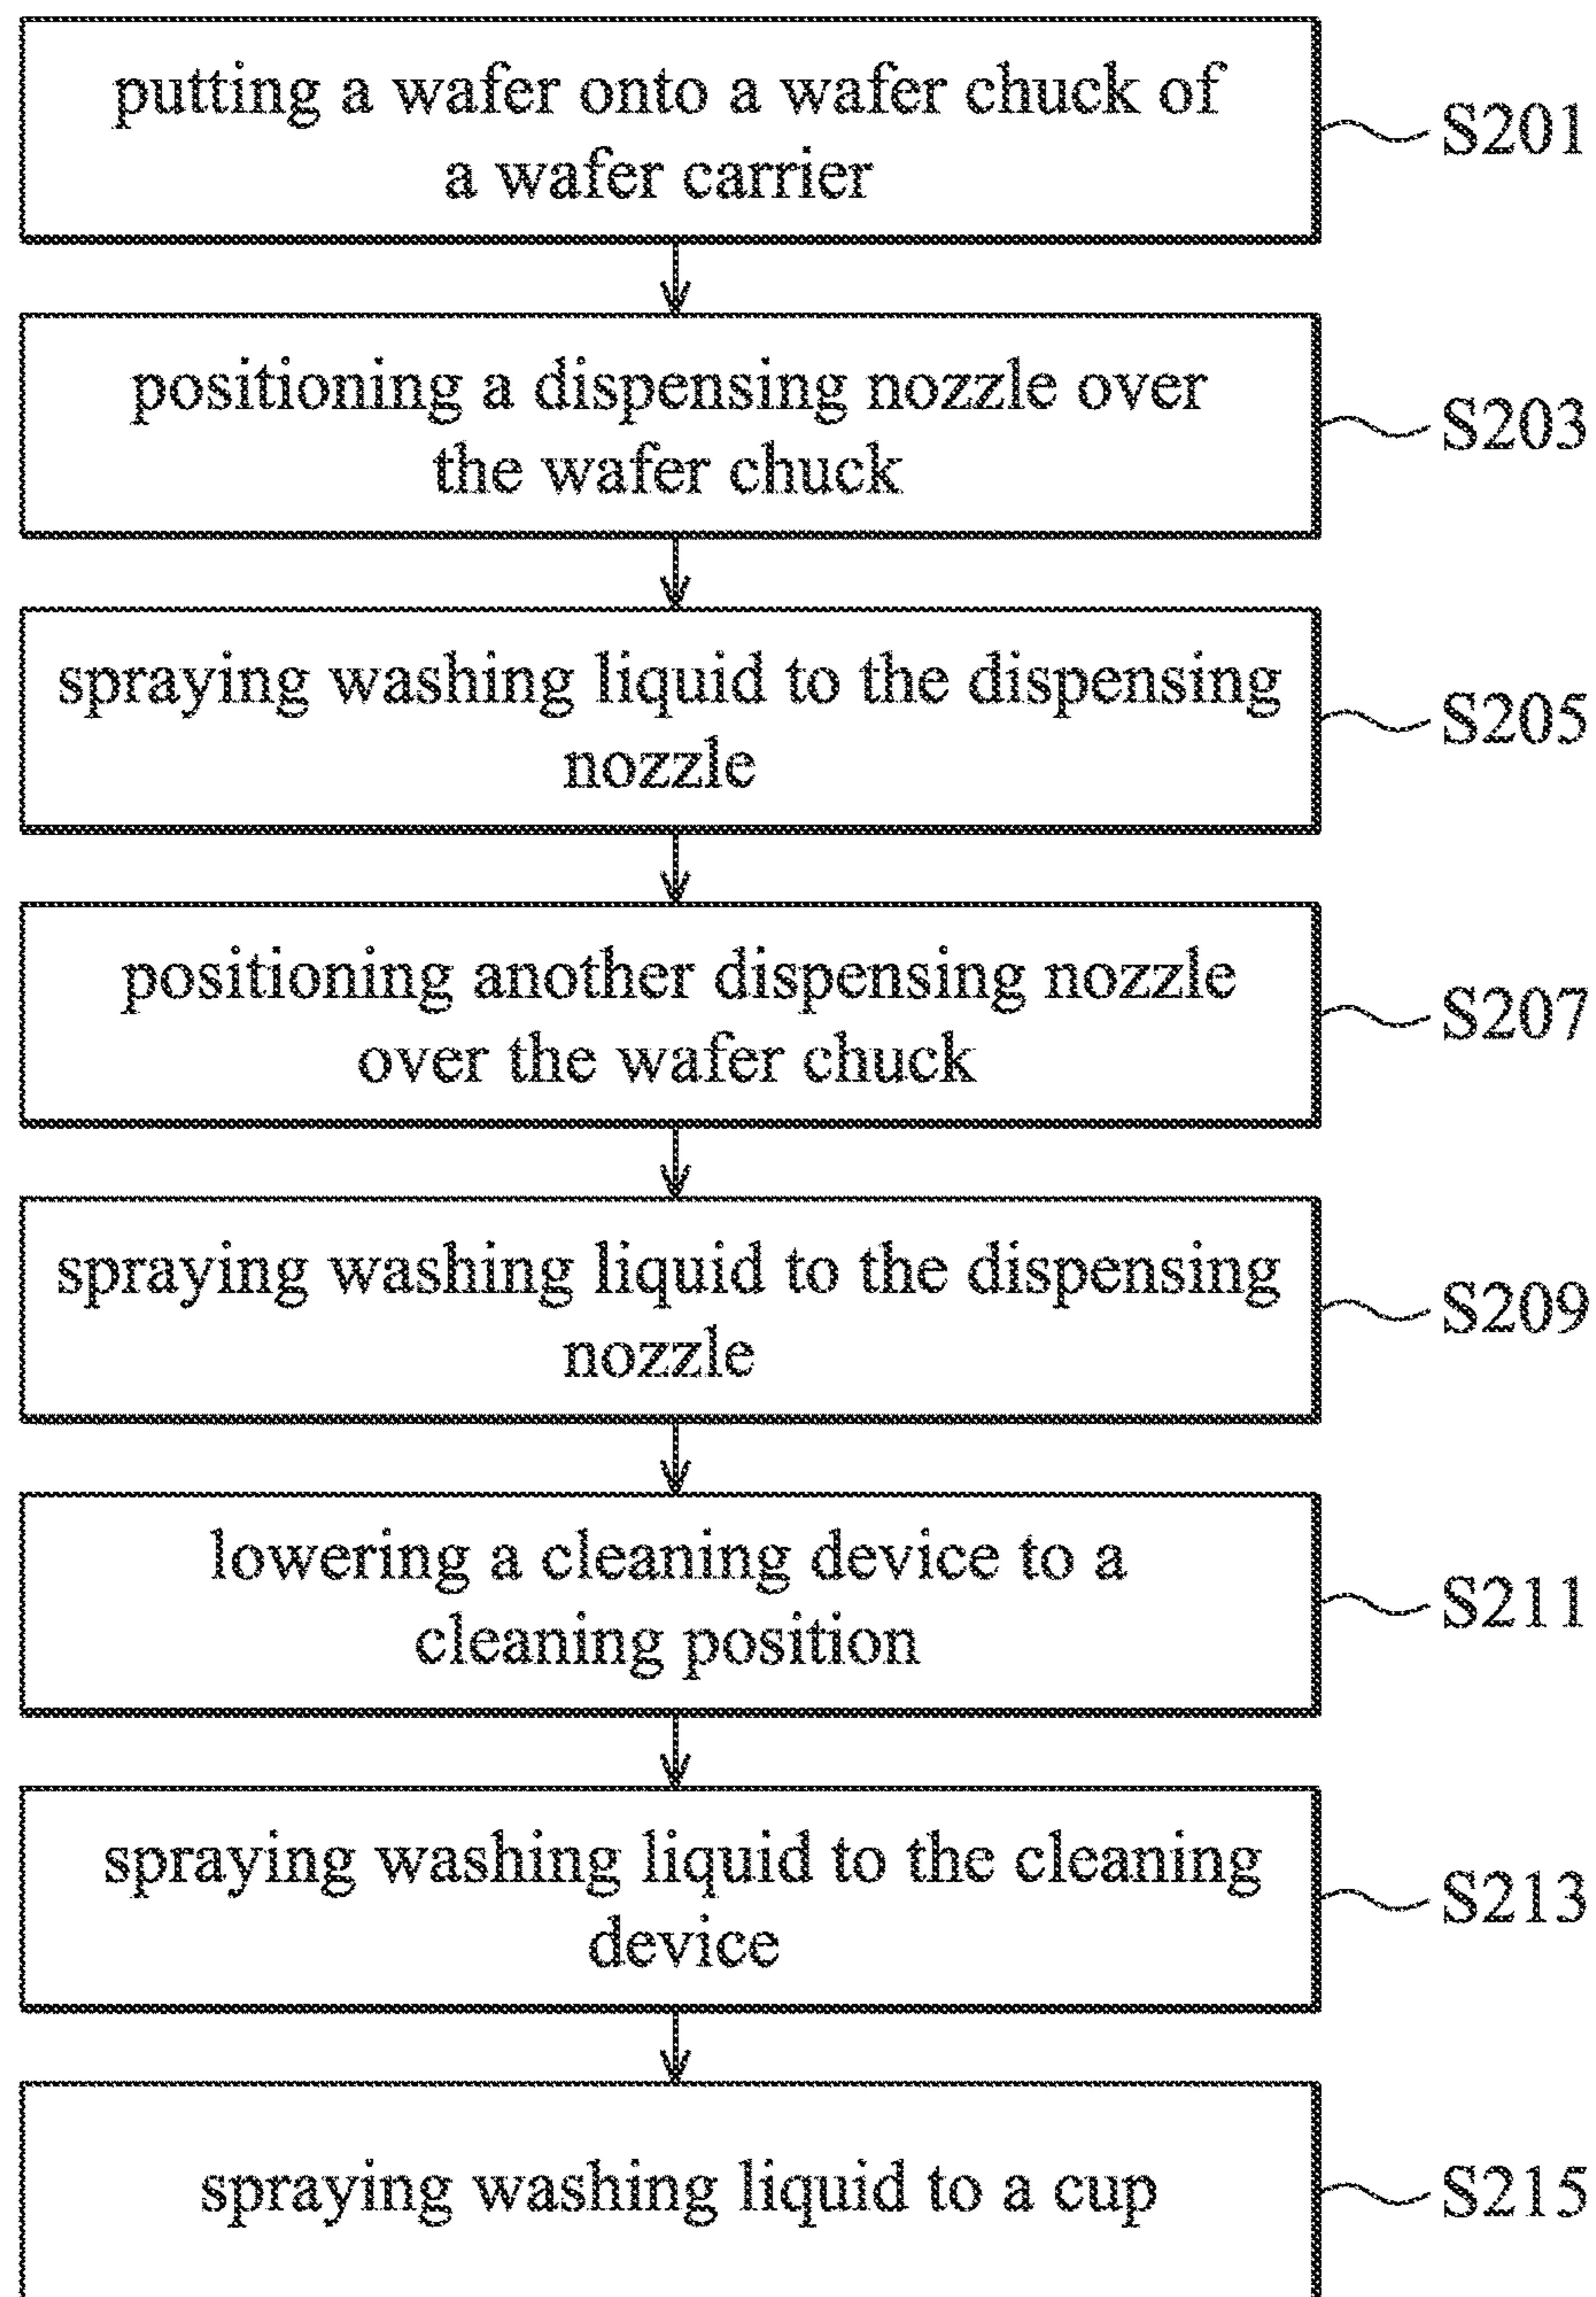 putting a wafer onto a wafer chuck of
a wafer carrier
S201
positioning a dispensing nozzle over
the wafer chuck
S203
spraying washing liquid to the dispensing
nozzle
S205
positioning another dispensing nozzle
over the wafer chuck
S207
spraying washing liquid to the dispensing
nozzle
S209
lowering a cleaning device to a
cleaning position
S211
spraying washing liquid to the cleaning
device
S213
spraying washing liquid to a cup
S215